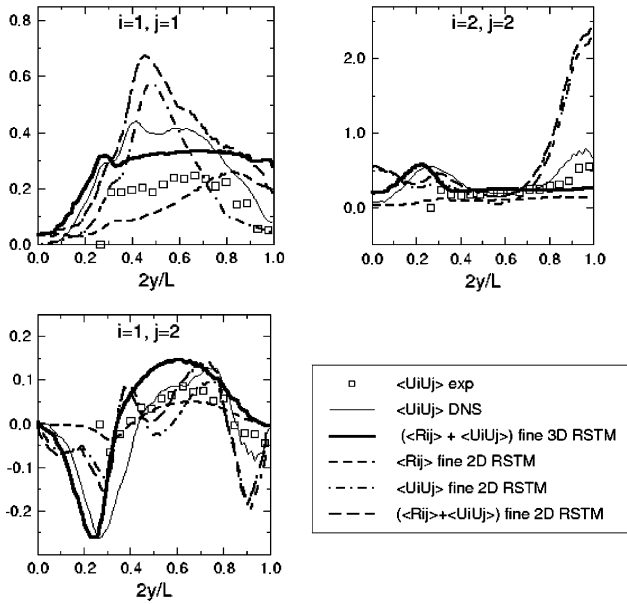 i=1, j=1
0.8
0.6
0.4
0.2
0.0
0.0 0.2 0.4 0.6 0.8 1.0
2y/L
i=2, j=2
2.0
1.0
0.0
0.0 0.2 0.4 0.6 0.8 1.0
2y/L
i=1, j=2
0.2
0.1
0.0
-0.1
-0.2
0.0 0.2 0.4 0.6 0.8 1.0
2y/L
<UiUj> exp
<UiUj> DNS
(<Rij> + <UiUj>) fine 3D RSTM
<Rij> fine 2D RSTM
<UiUj> fine 2D RSTM
(<Rij>+<UiUj>) fine 2D RSTM